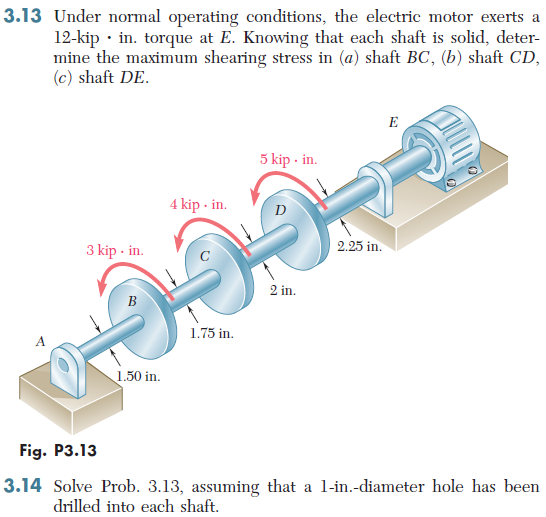 3.13 Under normal operating conditions, the electric motor exerts a
12-kip · in. torque at E. Knowing that each shaft is solid, deter-
mine the maximum shearing stress in (a) shaft BC, (b) shaft CD,
(c) shaft DE.
E
5 kip · in.
4 kip · in.
D
2.25 in.
3 kip · in.
C
2 in.
B
1.75 in.
A
1.50 in.
Fig. P3.13
3.14 Solve Prob. 3.13, assuming that a 1-in.-diameter hole has been
drilled into each shaft.